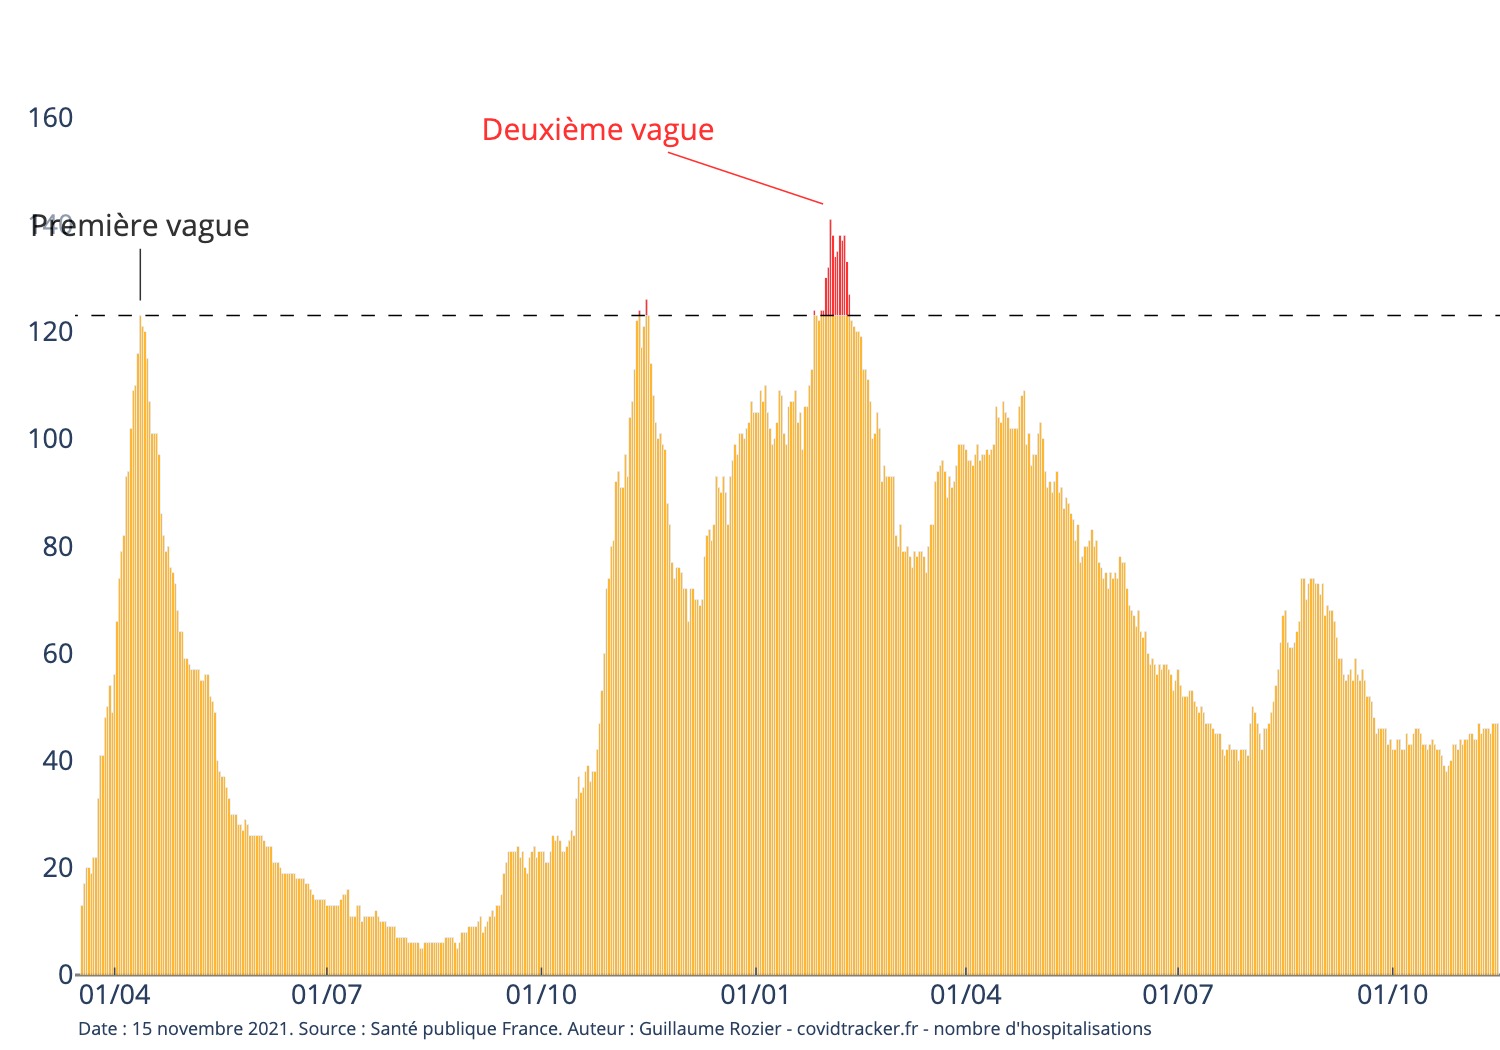 160
Deuxième vague
140
Première vague
120
100
80
60
40
20
0
01/04 01/07 01/10 01/01 01/04 01/07 01/10
Date : 15 novembre 2021. Source : Santé publique France. Auteur : Guillaume Rozier - covidtracker.fr - nombre d'hospitalisations